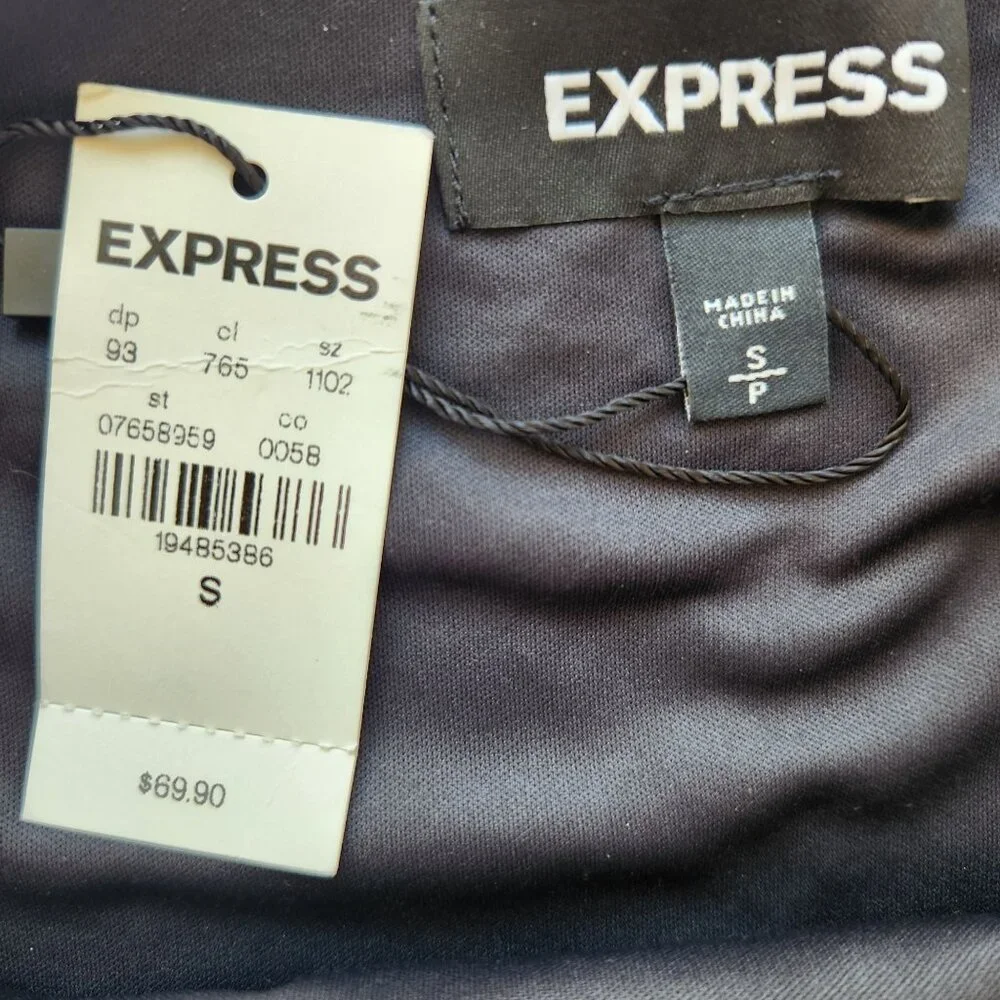 EXPRESS
dp cl sz
93 765 1102
st co
07658959 0058
19485386
S
$69.90
EXPRESS
MADE IN
CHINA
S
P